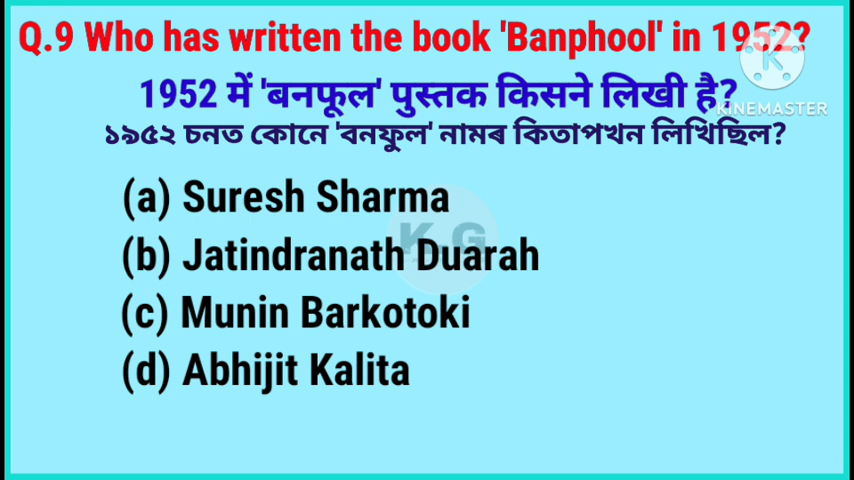 Q.9 Who has written the book 'Banphool' in 1952?
KINEMASTER
1952 में 'बनफूल' पुस्तक किसने लिखी है?
১৯৫২ চনত কোনে 'বনফুল' নামৰ কিতাপখন লিখিছিল?
(a) Suresh Sharma
K.G
(b) Jatindranath Duarah
(c) Munin Barkotoki
(d) Abhijit Kalita